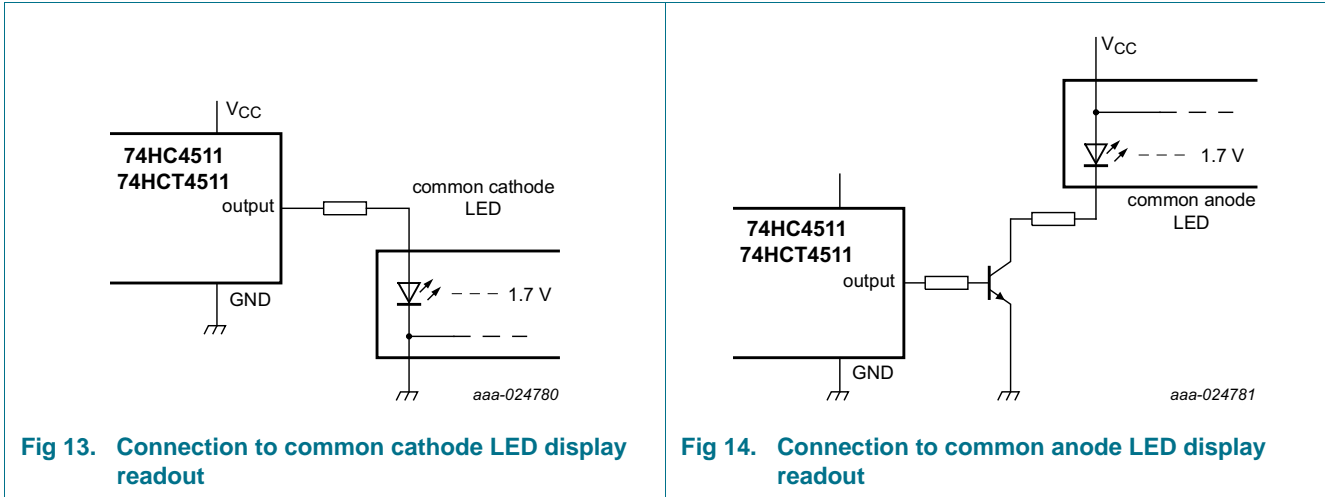 VCC
74HC4511
74HCT4511
output
common cathode
LED
1.7 V
GND
aaa-024780
Fig 13. Connection to common cathode LED display
readout
VCC
1.7 V
common anode
LED
74HC4511
74HCT4511
output
GND
aaa-024781
Fig 14. Connection to common anode LED display
readout